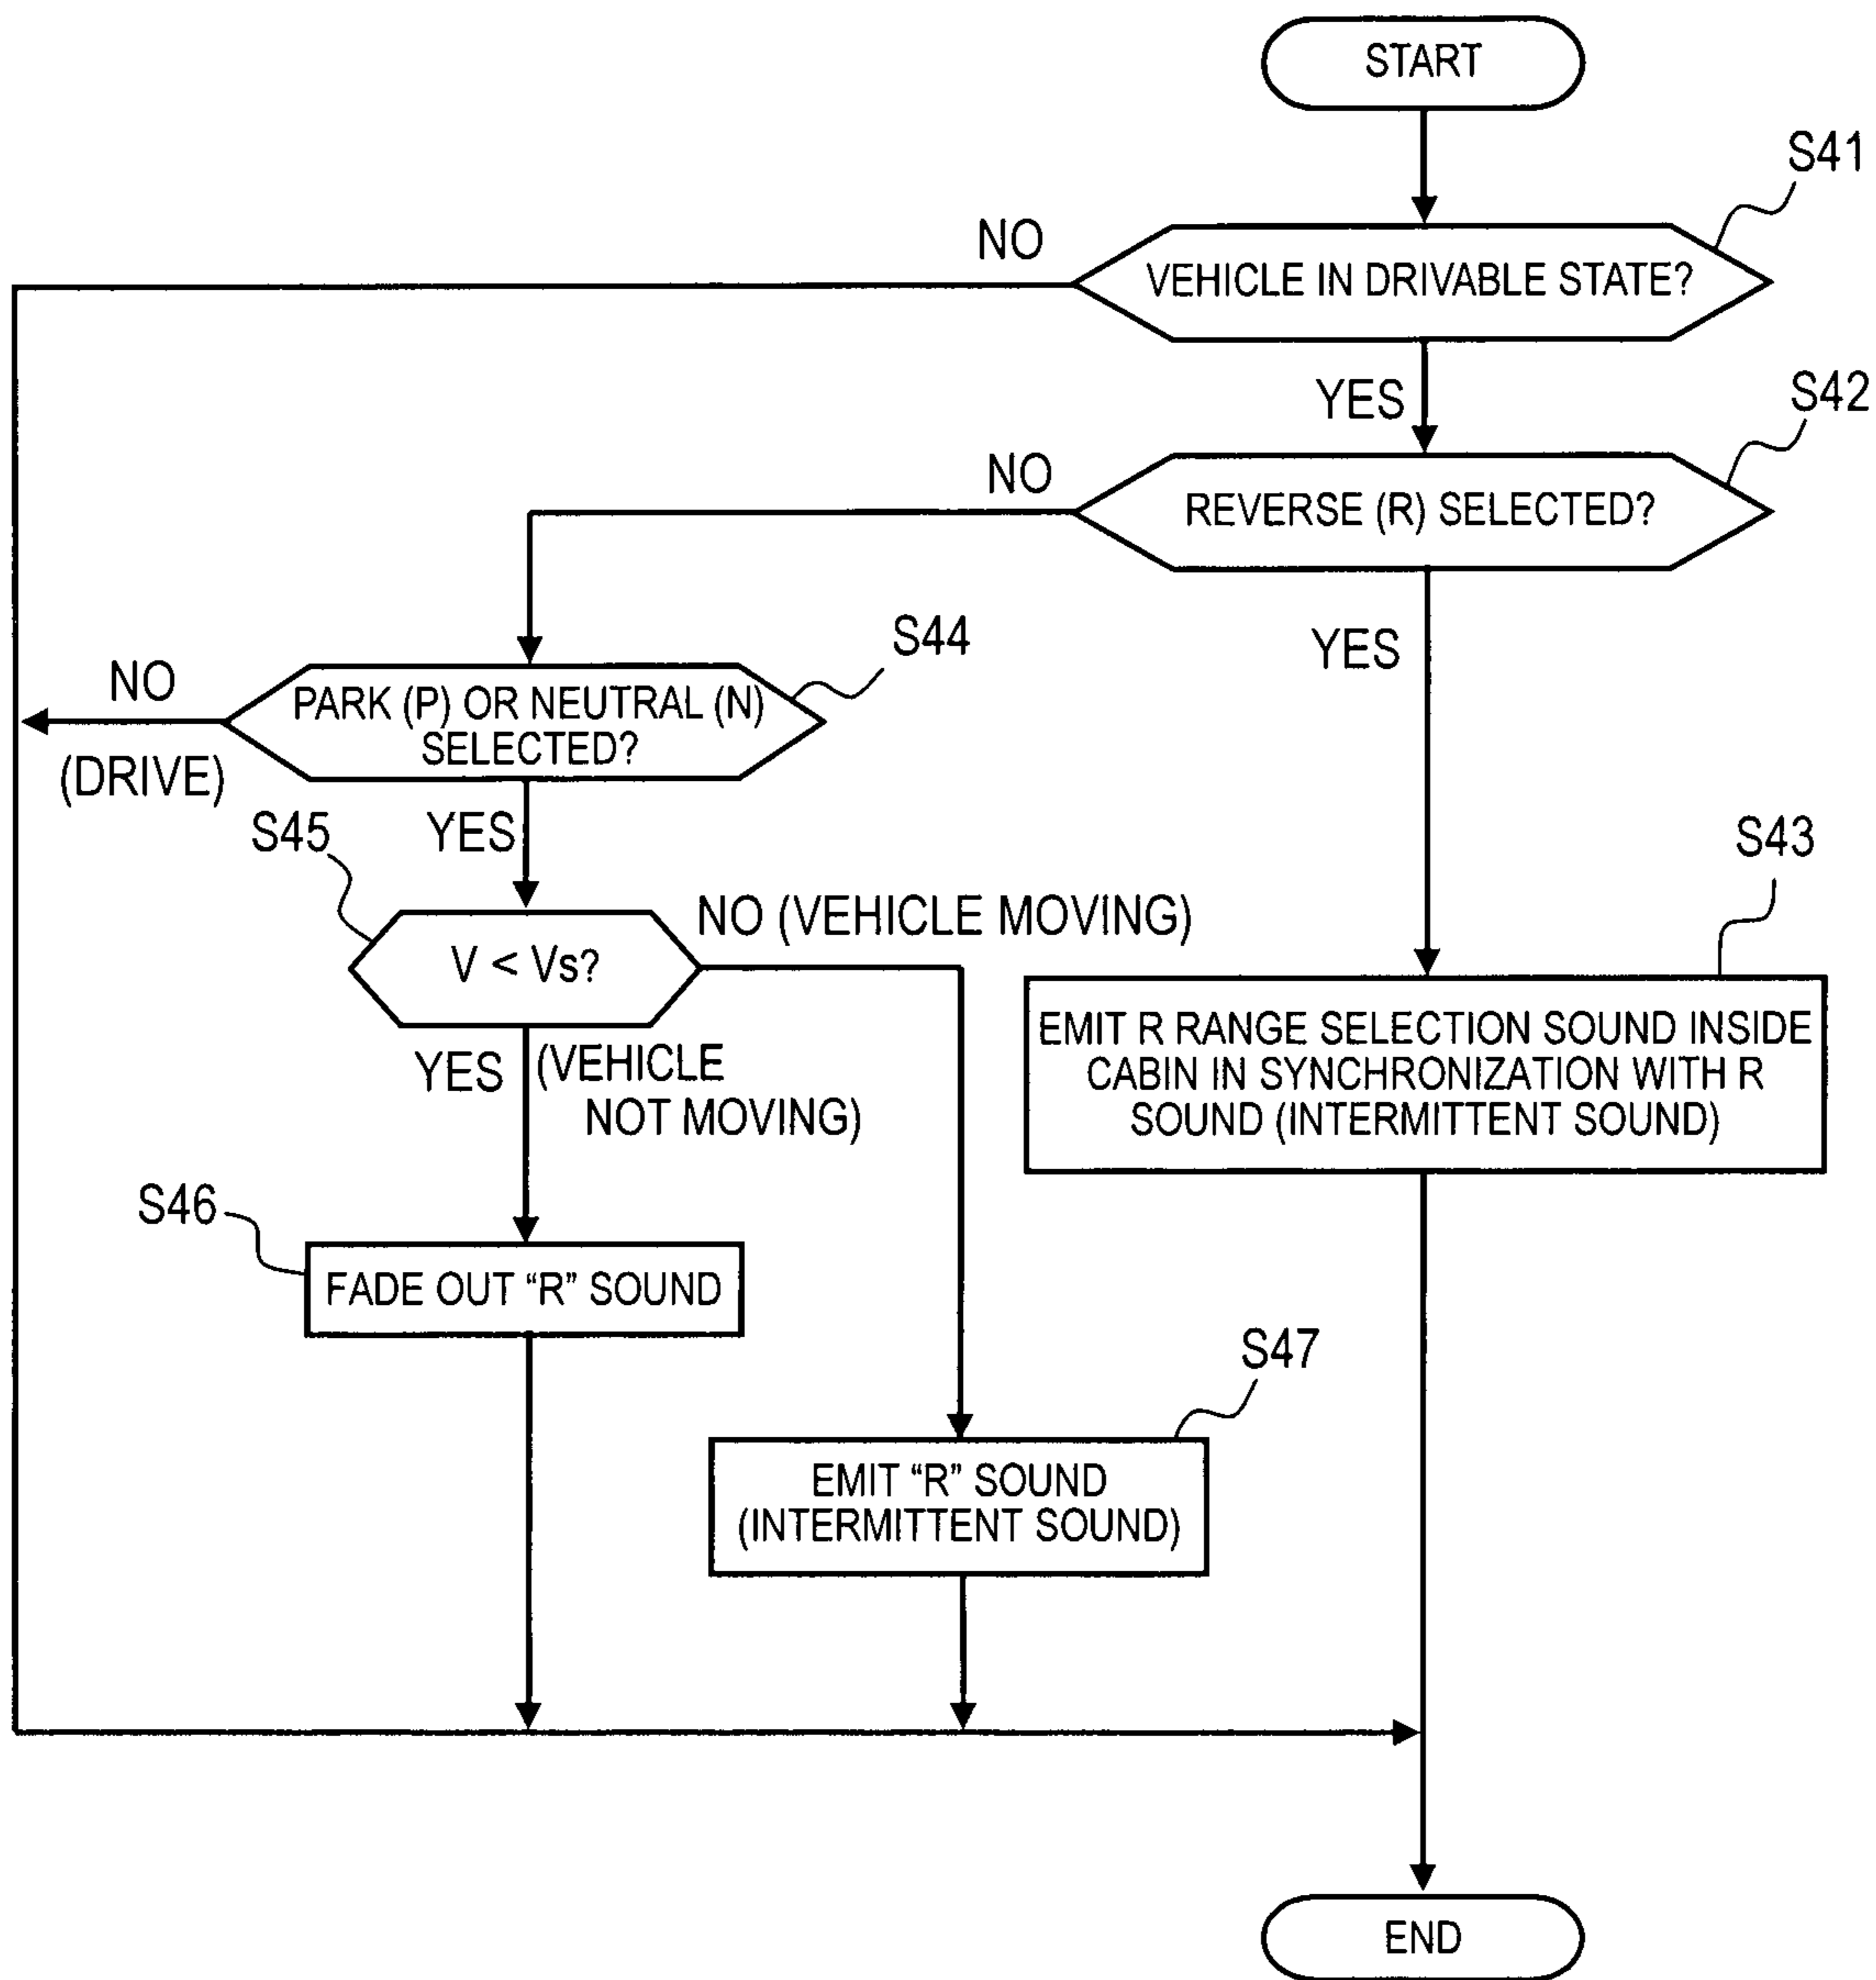 START
S41
NO
VEHICLE IN DRIVABLE STATE?
YES
S42
NO
REVERSE (R) SELECTED?
S44
YES
NO
PARK (P) OR NEUTRAL (N)
SELECTED?
(DRIVE)
S45
YES
S43
NO (VEHICLE MOVING)
V < Vs?
EMIT R RANGE SELECTION SOUND INSIDE
CABIN IN SYNCHRONIZATION WITH R
SOUND (INTERMITTENT SOUND)
YES (VEHICLE
NOT MOVING)
S46
FADE OUT “R” SOUND
S47
EMIT “R” SOUND
(INTERMITTENT SOUND)
END